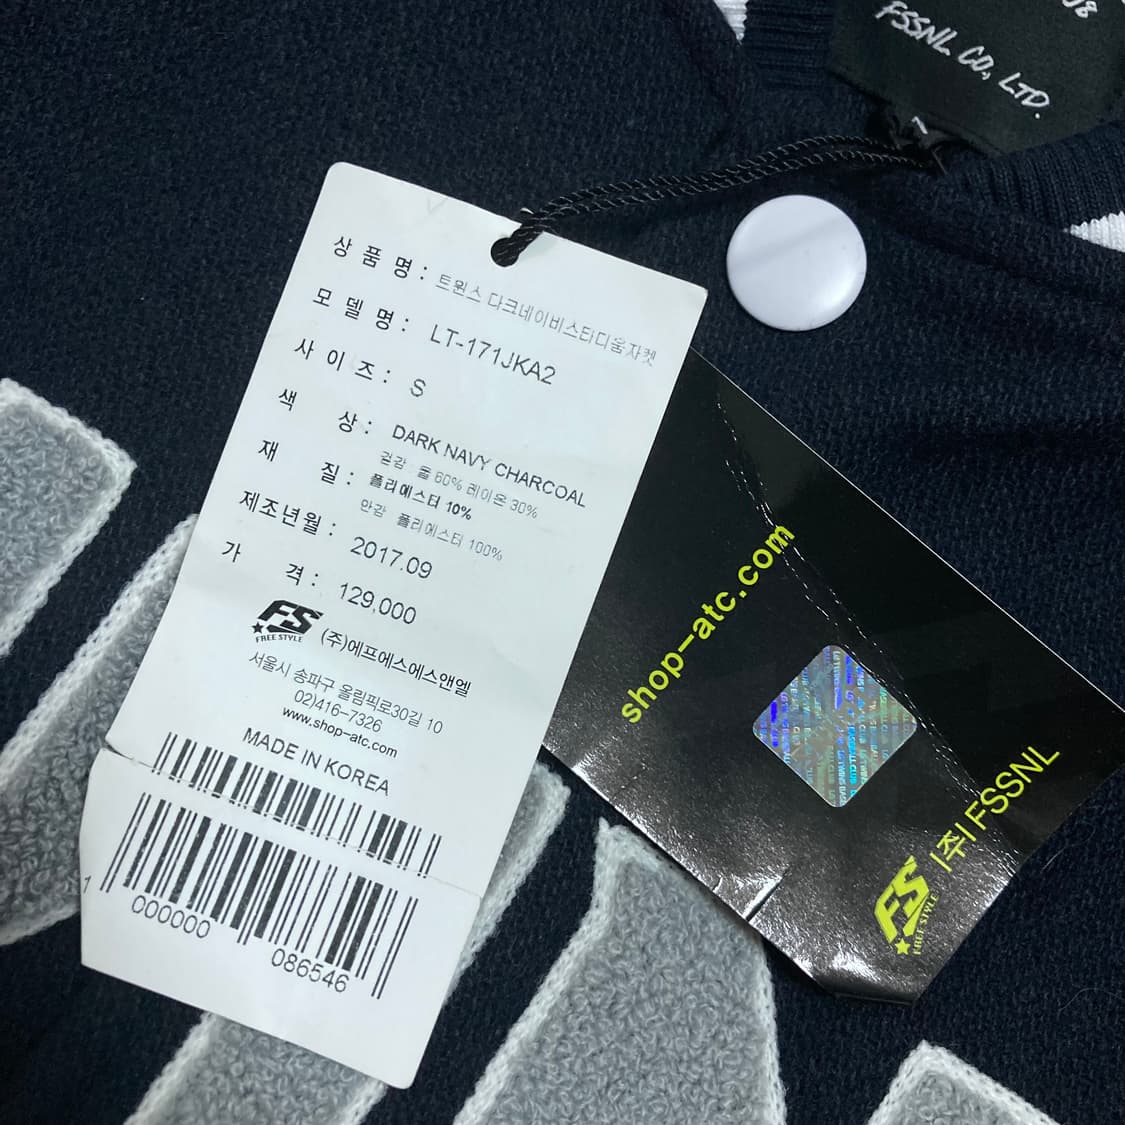 FSSNL CO., LTD.
상품명 : 트윈스 다크네이비스타디움자켓
모델명 : LT-171JKA2
사이즈 : S
색상 : DARK NAVY CHARCOAL
재질 : 겉감 울 60% 레이온 30%
폴리에스터 10%
안감 폴리에스터 100%
제조년월 : 2017.09
가격 : 129,000
FS
FREE STYLE
(주)에프에스에스앤엘
서울시 송파구 올림픽로30길 10
02)416-7326
www.shop-atc.com
MADE IN KOREA
1
000000
086546
shop-atc.com
(주) FSSNL
FS
FREE STYLE